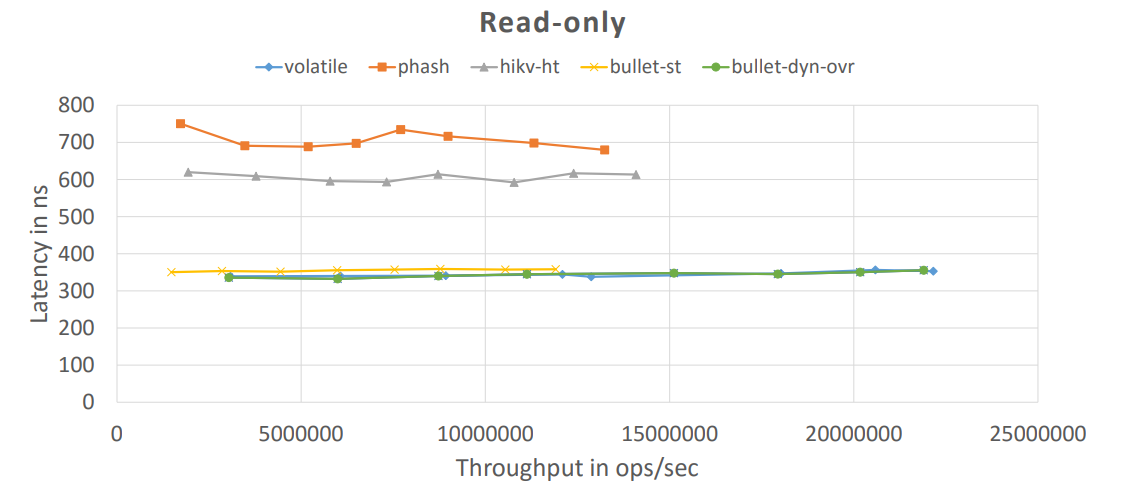 Read-only
volatile phash hikv-ht bullet-st bullet-dyn-ovr
800
700
600
500
400
300
200
100
0
Latency in ns
0 5000000 10000000 15000000 20000000 25000000
Throughput in ops/sec